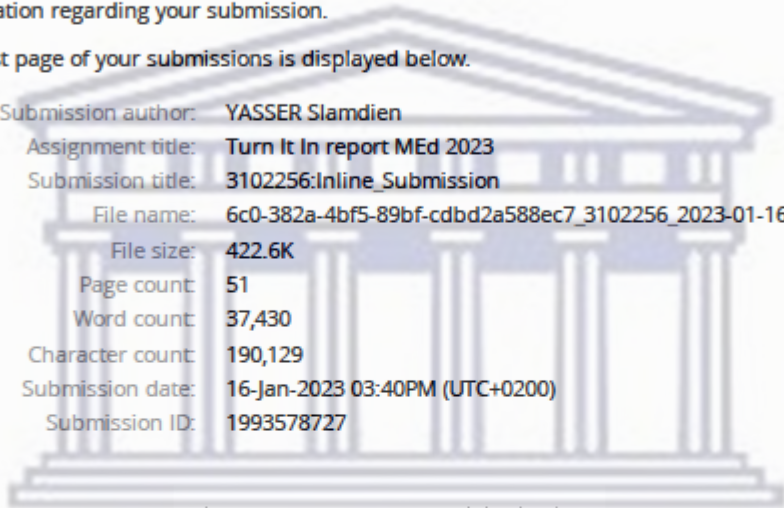 ation regarding your submission.
t page of your submissions is displayed below.
Submission author: YASSER Slamdien
Assignment title: Turn It In report MEd 2023
Submission title: 3102256:Inline_Submission
File name: 6c0-382a-4bf5-89bf-cdbd2a588ec7_3102256_2023-01-16
File size: 422.6K
Page count: 51
Word count: 37,430
Character count: 190,129
Submission date: 16-Jan-2023 03:40PM (UTC+0200)
Submission ID: 1993578727